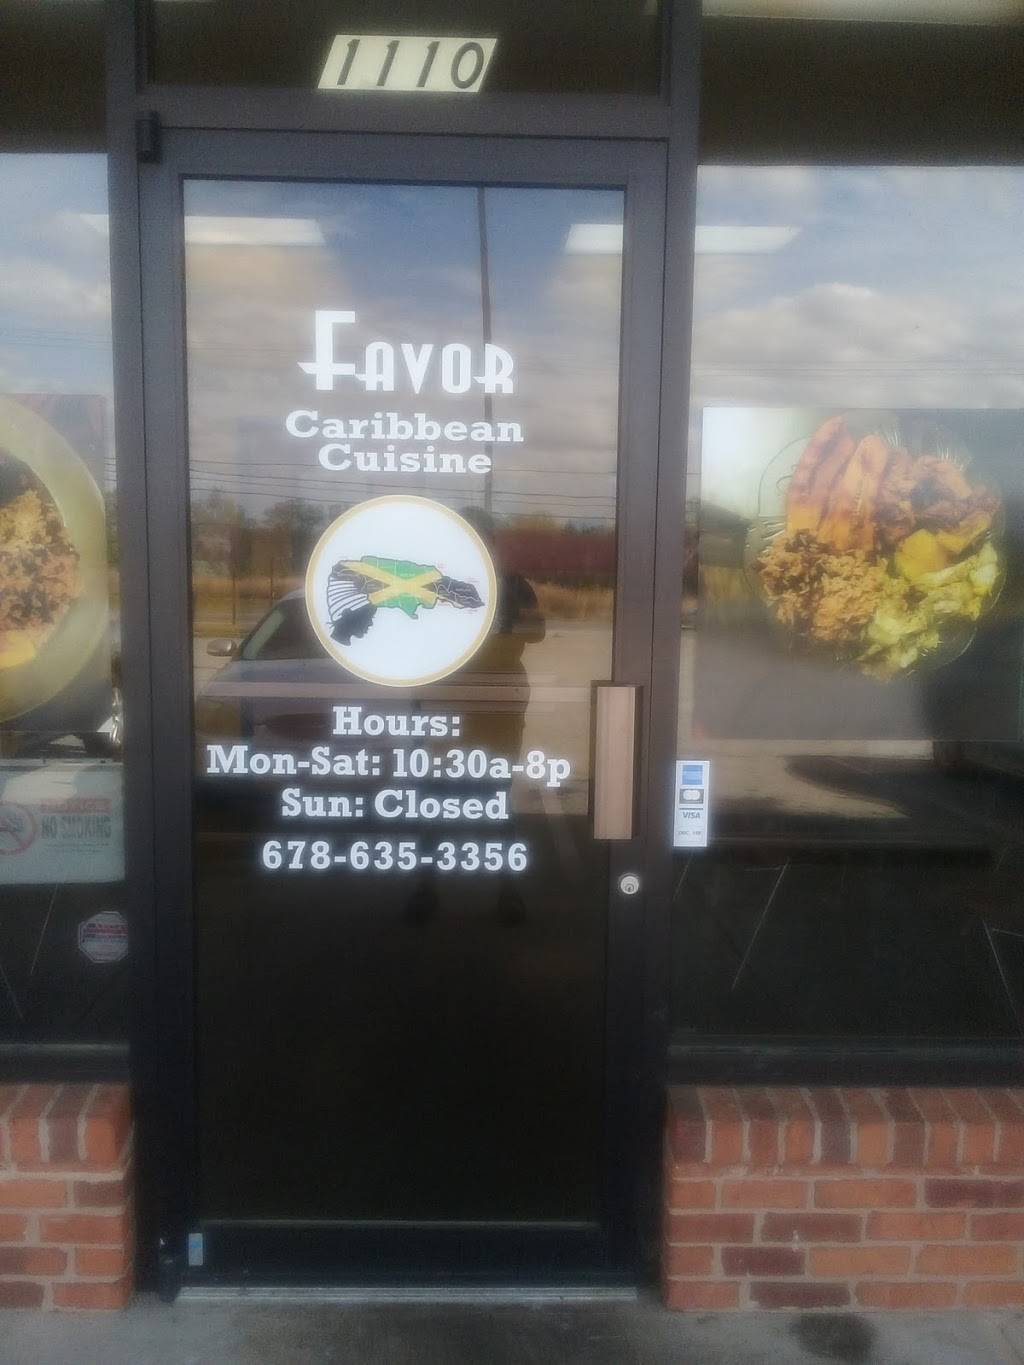 1110
FAVOR
Caribbean
Cuisine
Hours:
Mon-Sat: 10:30a-8p
Sun: Closed
678-635-3356
NO SMOKING
VISA